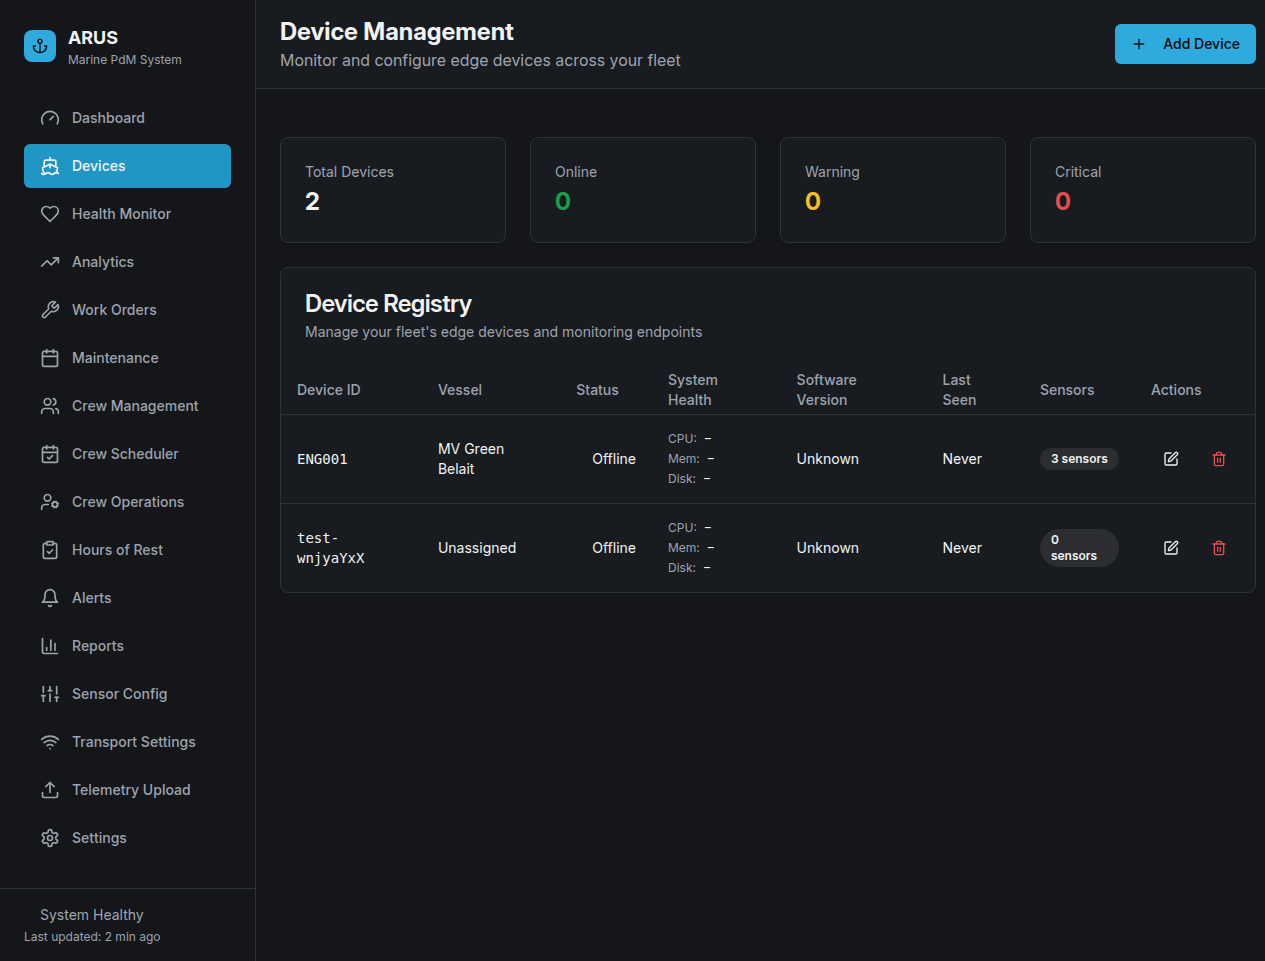 ARUS
Marine PdM System
Dashboard
Devices
Health Monitor
Analytics
Work Orders
Maintenance
Crew Management
Crew Scheduler
Crew Operations
Hours of Rest
Alerts
Reports
Sensor Config
Transport Settings
Telemetry Upload
Settings
System Healthy
Last updated: 2 min ago
Device Management
Monitor and configure edge devices across your fleet
Add Device
Total Devices
2
Online
0
Warning
0
Critical
0
Device Registry
Manage your fleet's edge devices and monitoring endpoints
Device ID
Vessel
Status
System
Health
Software
Version
Last
Seen
Sensors
Actions
ENG001
MV Green
Belait
Offline
CPU: –
Mem: –
Disk: –
Unknown
Never
3 sensors
test-
wnjyaYxX
Unassigned
Offline
CPU: –
Mem: –
Disk: –
Unknown
Never
0
sensors